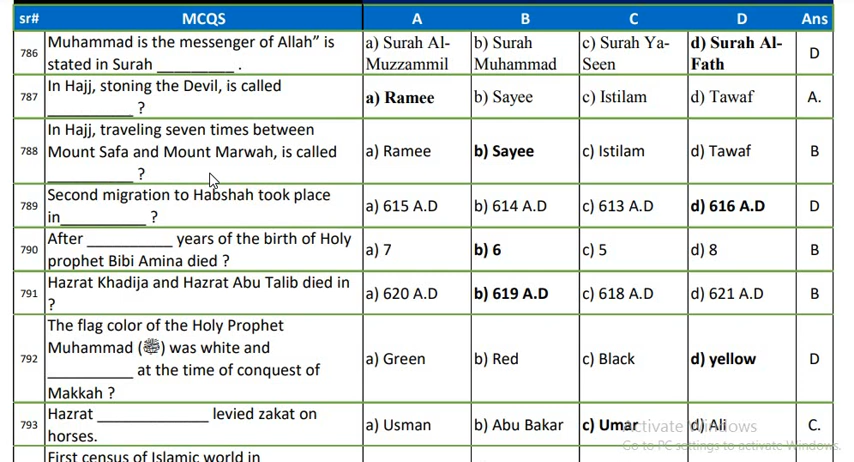 sr# MCQS A B C D Ans
786 Muhammad is the messenger of Allah” is stated in Surah _________ . a) Surah Al-Muzzammil b) Surah Muhammad c) Surah Ya-Seen d) Surah Al-Fath D
787 In Hajj, stoning the Devil, is called __________ ? a) Ramee b) Sayee c) Istilam d) Tawaf A.
788 In Hajj, traveling seven times between Mount Safa and Mount Marwah, is called __________ ? a) Ramee b) Sayee c) Istilam d) Tawaf B
789 Second migration to Habshah took place in__________ ? a) 615 A.D b) 614 A.D c) 613 A.D d) 616 A.D D
790 After __________ years of the birth of Holy prophet Bibi Amina died ? a) 7 b) 6 c) 5 d) 8 B
791 Hazrat Khadija and Hazrat Abu Talib died in ? a) 620 A.D b) 619 A.D c) 618 A.D d) 621 A.D B
792 The flag color of the Holy Prophet Muhammad (ﷺ) was white and __________ at the time of conquest of Makkah ? a) Green b) Red c) Black d) yellow D
793 Hazrat _____________ levied zakat on horses. a) Usman b) Abu Bakar c) Umar d) Ali C.
First census of Islamic world in
Activate Windows
Go to PC settings to activate Windows.